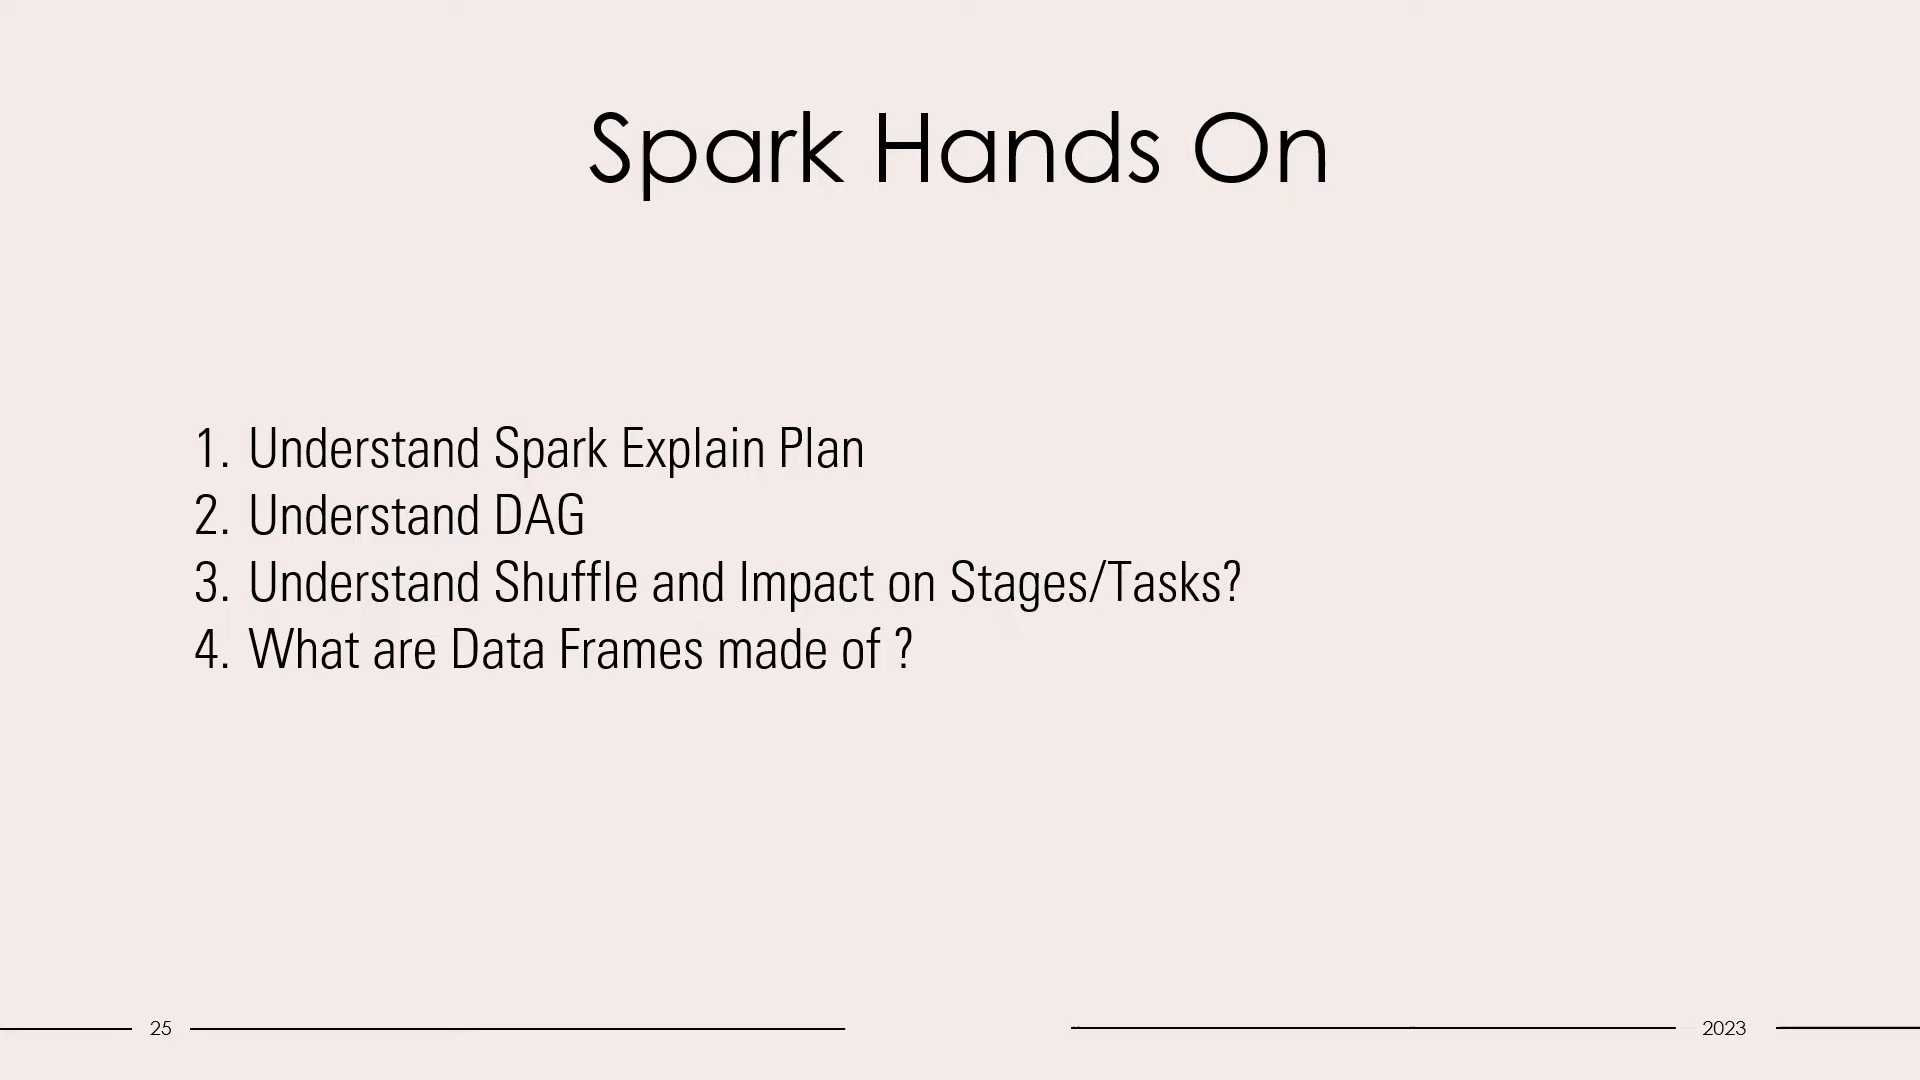 Spark Hands On
1. Understand Spark Explain Plan
2. Understand DAG
3. Understand Shuffle and Impact on Stages/Tasks?
4. What are Data Frames made of ?
25
2023